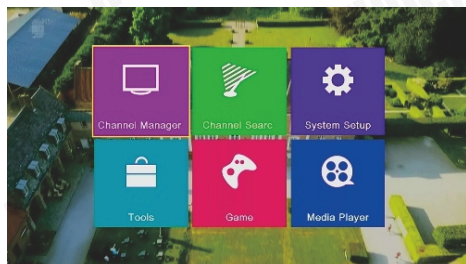 Channel Manager
Channel Searc
System Setup
Tools
Game
Media Player